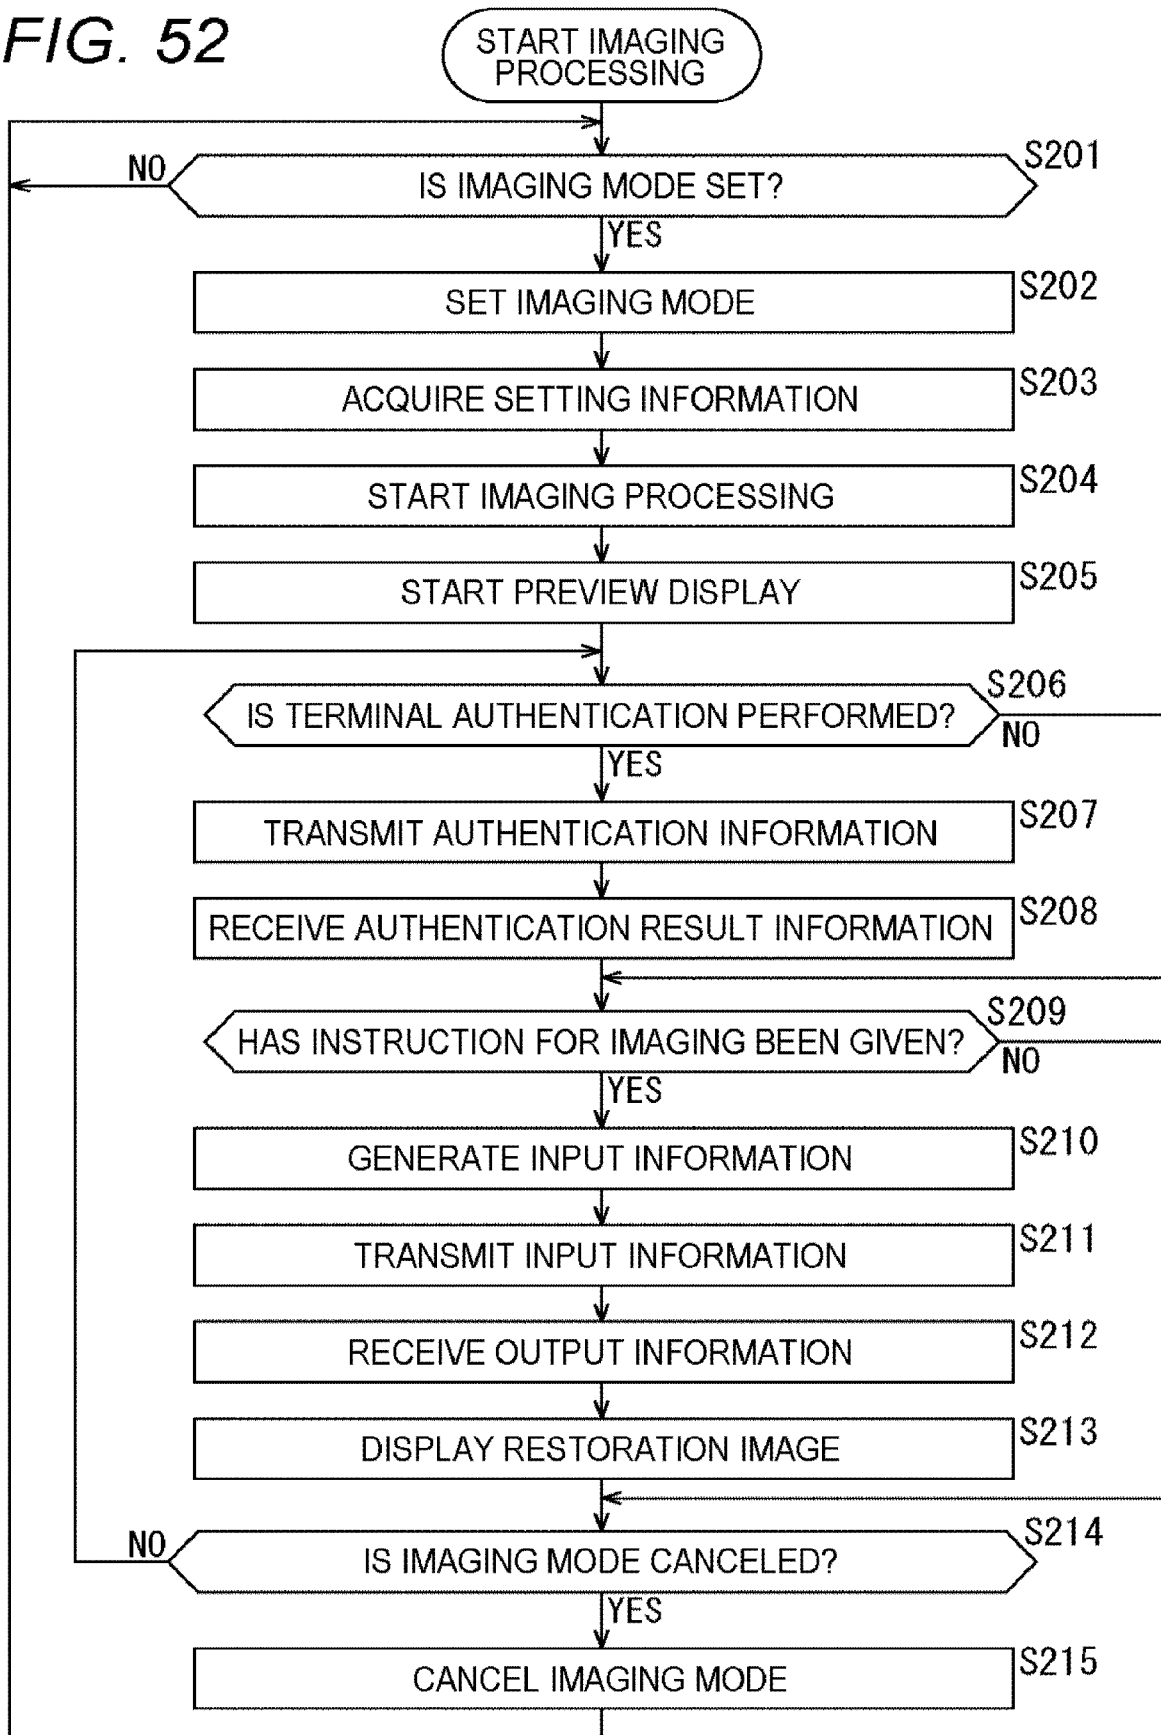 FIG. 52
START IMAGING
PROCESSING
S201
NO
IS IMAGING MODE SET?
YES
S202
SET IMAGING MODE
S203
ACQUIRE SETTING INFORMATION
S204
START IMAGING PROCESSING
S205
START PREVIEW DISPLAY
S206
IS TERMINAL AUTHENTICATION PERFORMED?
NO
YES
S207
TRANSMIT AUTHENTICATION INFORMATION
S208
RECEIVE AUTHENTICATION RESULT INFORMATION
S209
HAS INSTRUCTION FOR IMAGING BEEN GIVEN?
NO
YES
S210
GENERATE INPUT INFORMATION
S211
TRANSMIT INPUT INFORMATION
S212
RECEIVE OUTPUT INFORMATION
S213
DISPLAY RESTORATION IMAGE
S214
NO
IS IMAGING MODE CANCELED?
YES
S215
CANCEL IMAGING MODE